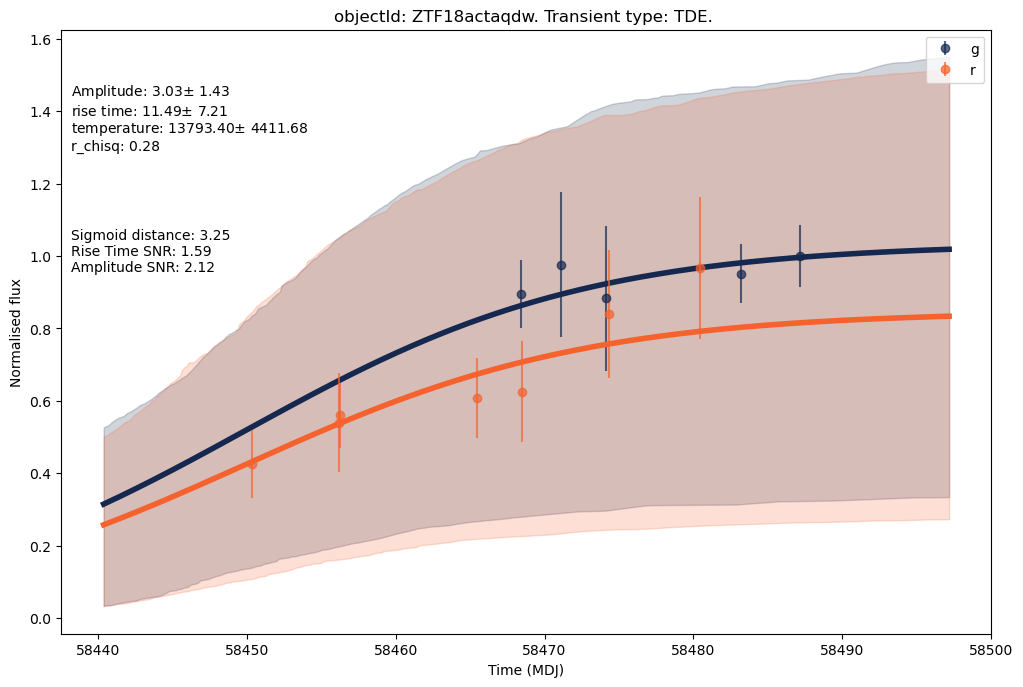 objectId: ZTF18actaqdw. Transient type: TDE.
g
r
Amplitude: 3.03± 1.43
rise time: 11.49± 7.21
temperature: 13793.40± 4411.68
r_chisq: 0.28
Sigmoid distance: 3.25
Rise Time SNR: 1.59
Amplitude SNR: 2.12
Normalised flux
1.6
1.4
1.2
1.0
0.8
0.6
0.4
0.2
0.0
58440 58450 58460 58470 58480 58490 58500
Time (MDJ)